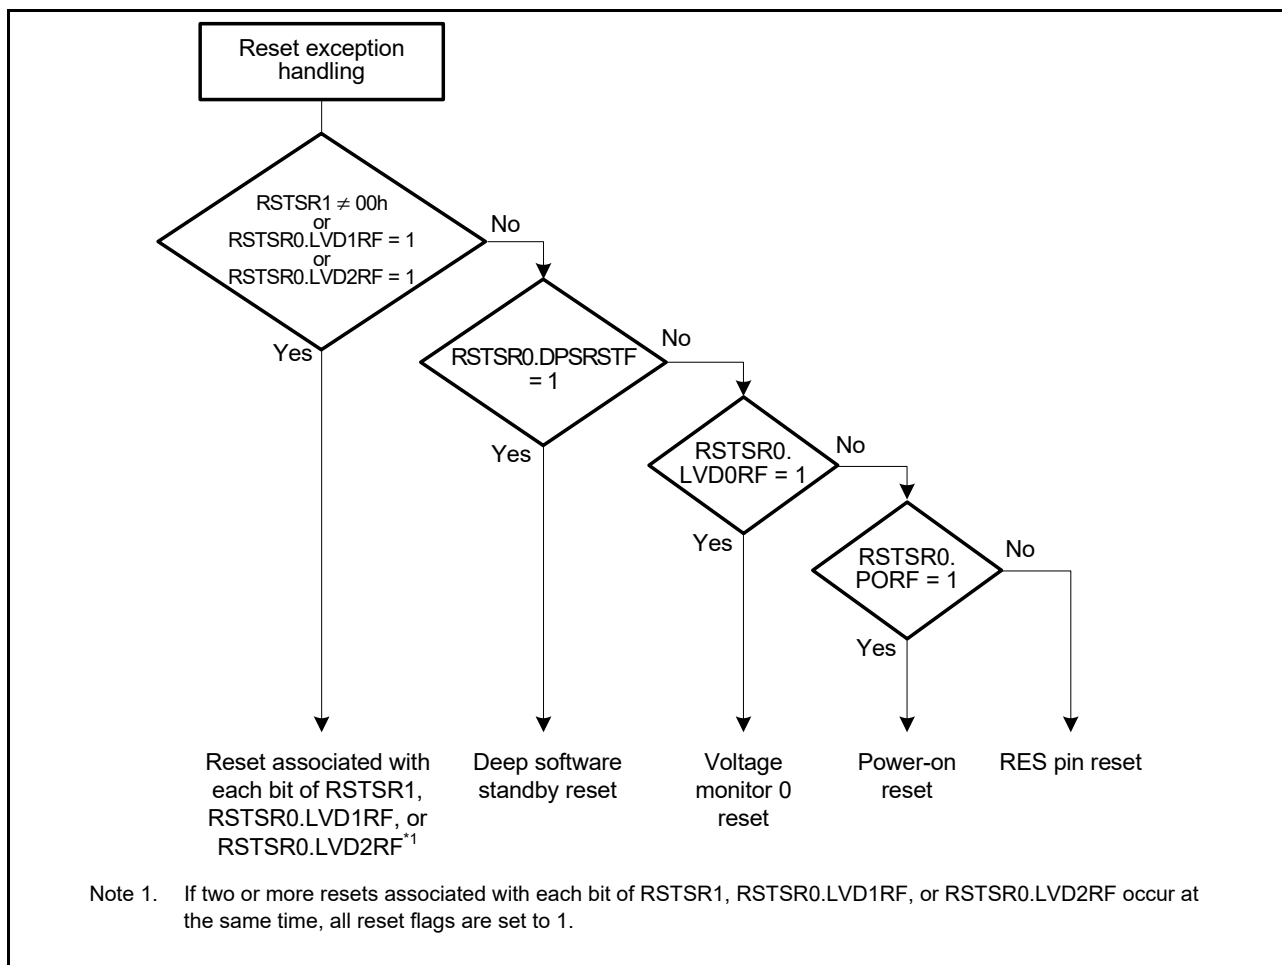 Reset exception
handling
RSTSR1 ≠ 00h
or
RSTSR0.LVD1RF = 1
or
RSTSR0.LVD2RF = 1
No
Yes
RSTSR0.DPSRSTF
= 1
No
Yes
RSTSR0.
LVD0RF = 1
No
Yes
RSTSR0.
PORF = 1
No
Yes
Reset associated with
each bit of RSTSR1,
RSTSR0.LVD1RF, or
RSTSR0.LVD2RF*1
Deep software
standby reset
Voltage
monitor 0
reset
Power-on
reset
RES pin reset
Note 1. If two or more resets associated with each bit of RSTSR1, RSTSR0.LVD1RF, or RSTSR0.LVD2RF occur at
the same time, all reset flags are set to 1.